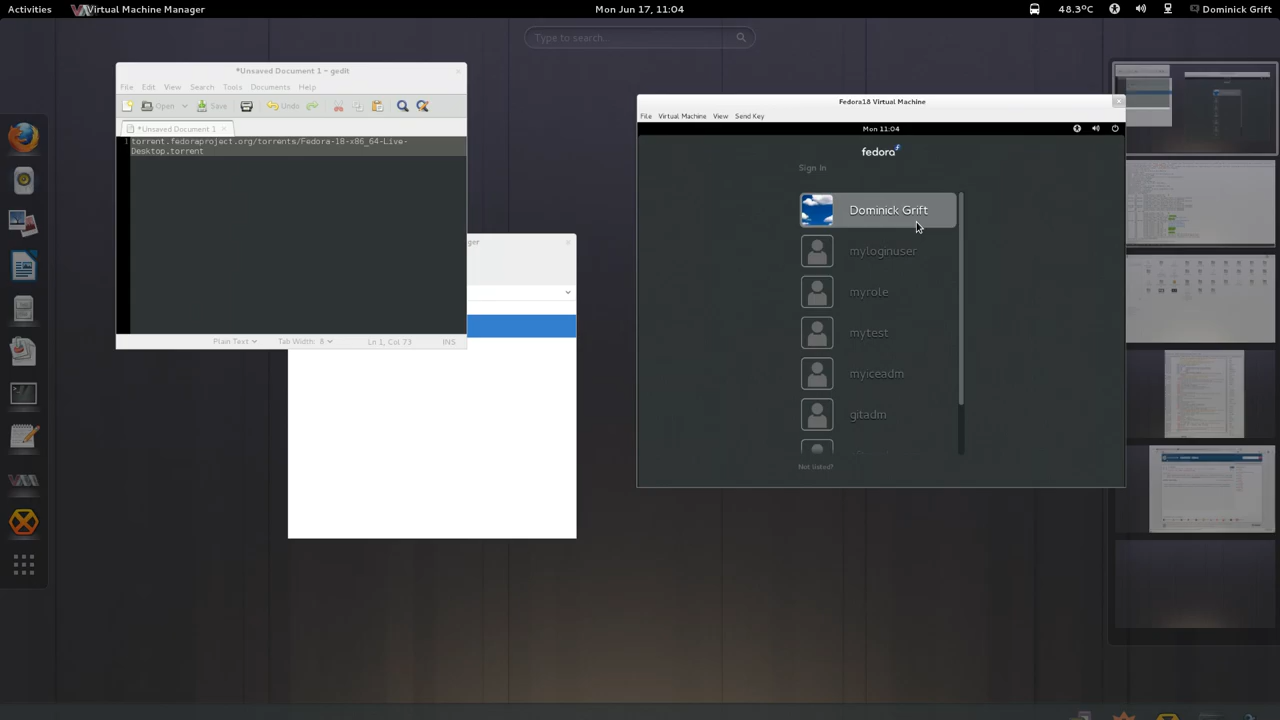 Activities
Virtual Machine Manager
Mon Jun 17, 11:04
48.3°C
Dominick Grift
Type to search...
*Unsaved Document 1 - gedit
File Edit View Search Tools Documents Help
Open Save Undo
*Unsaved Document 1
1 torrent.fedoraproject.org/torrents/Fedora-18-x86_64-Live-
Desktop.torrent
Plain Text Tab Width: 8 Ln 1, Col 73 INS
Fedora18 Virtual Machine
File Virtual Machine View Send Key
Mon 11:04
fedora
Sign In
Dominick Grift
myloginuser
myrole
mytest
myiceadm
gitadm
Not listed?